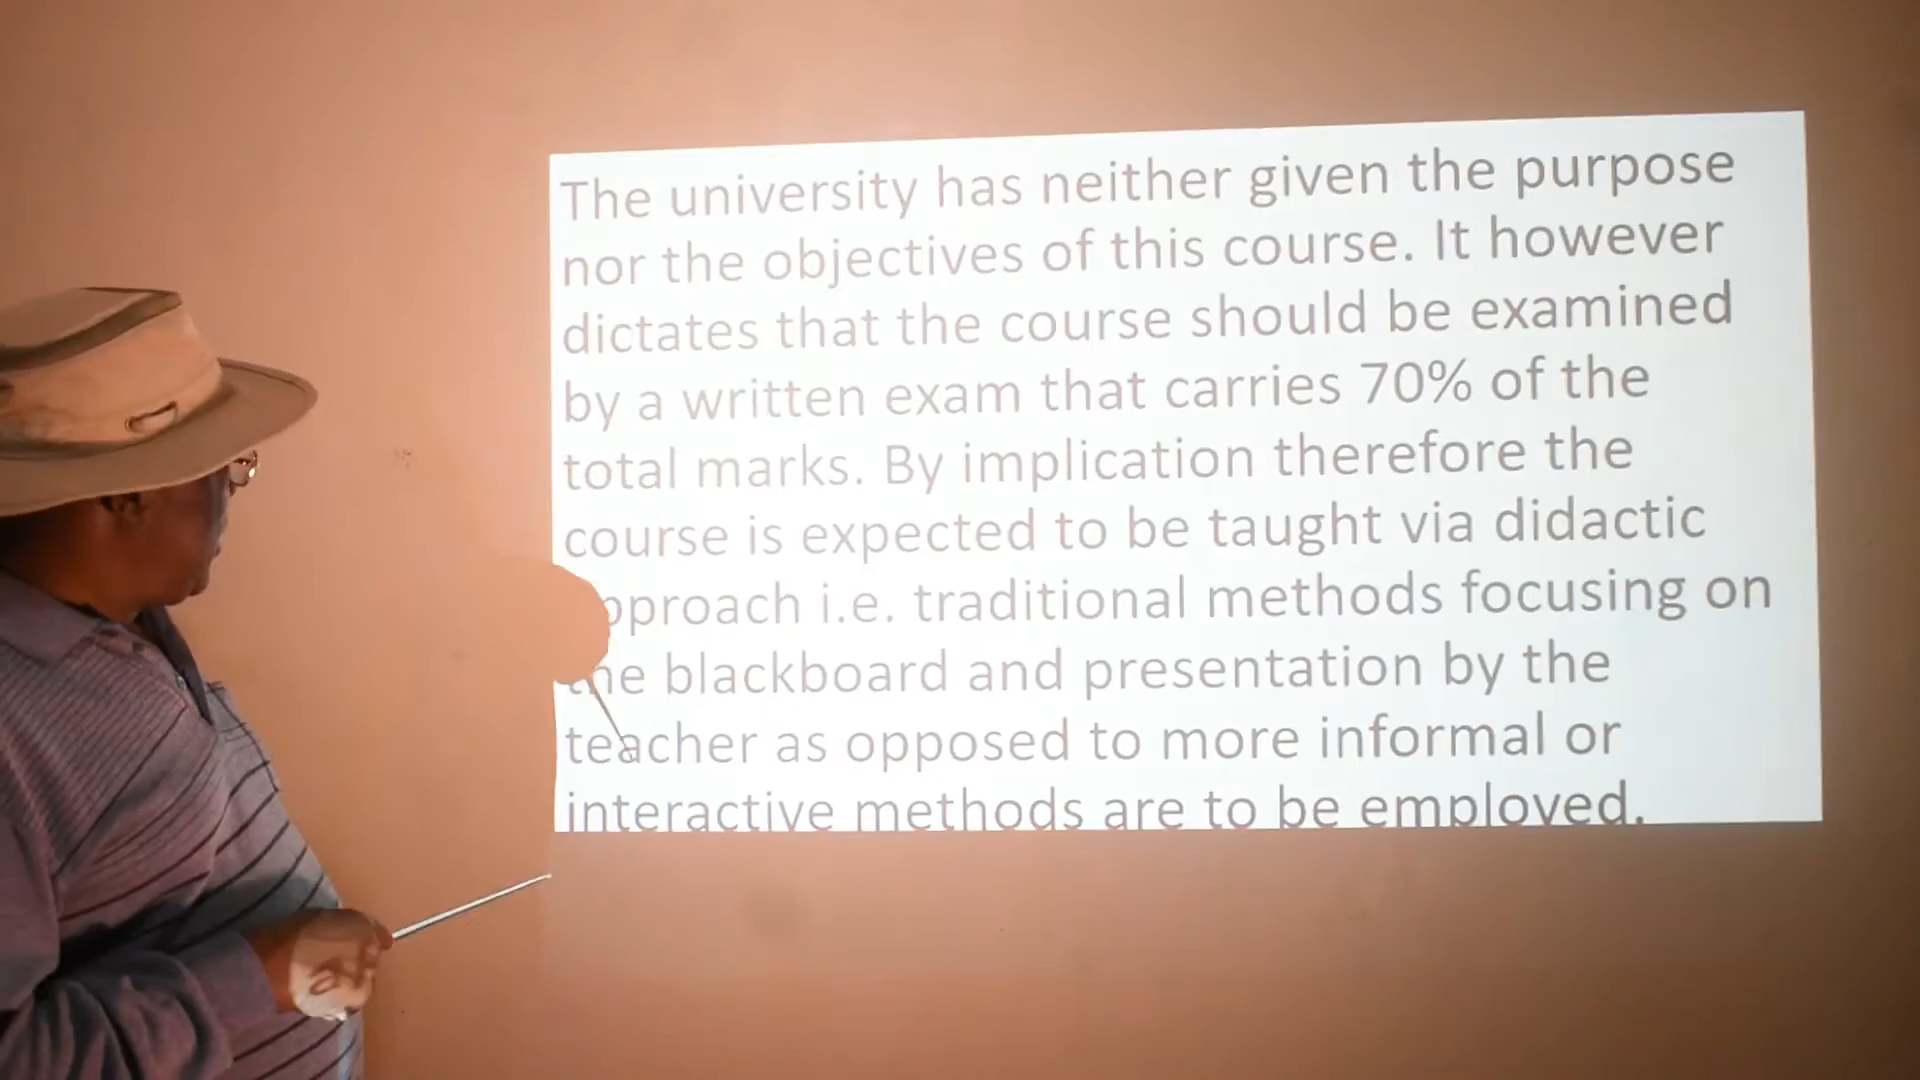 The university has neither given the purpose
nor the objectives of this course. It however
dictates that the course should be examined
by a written exam that carries 70% of the
total marks. By implication therefore the
course is expected to be taught via didactic
pproach i.e. traditional methods focusing on
the blackboard and presentation by the
teacher as opposed to more informal or
interactive methods are to be employed.